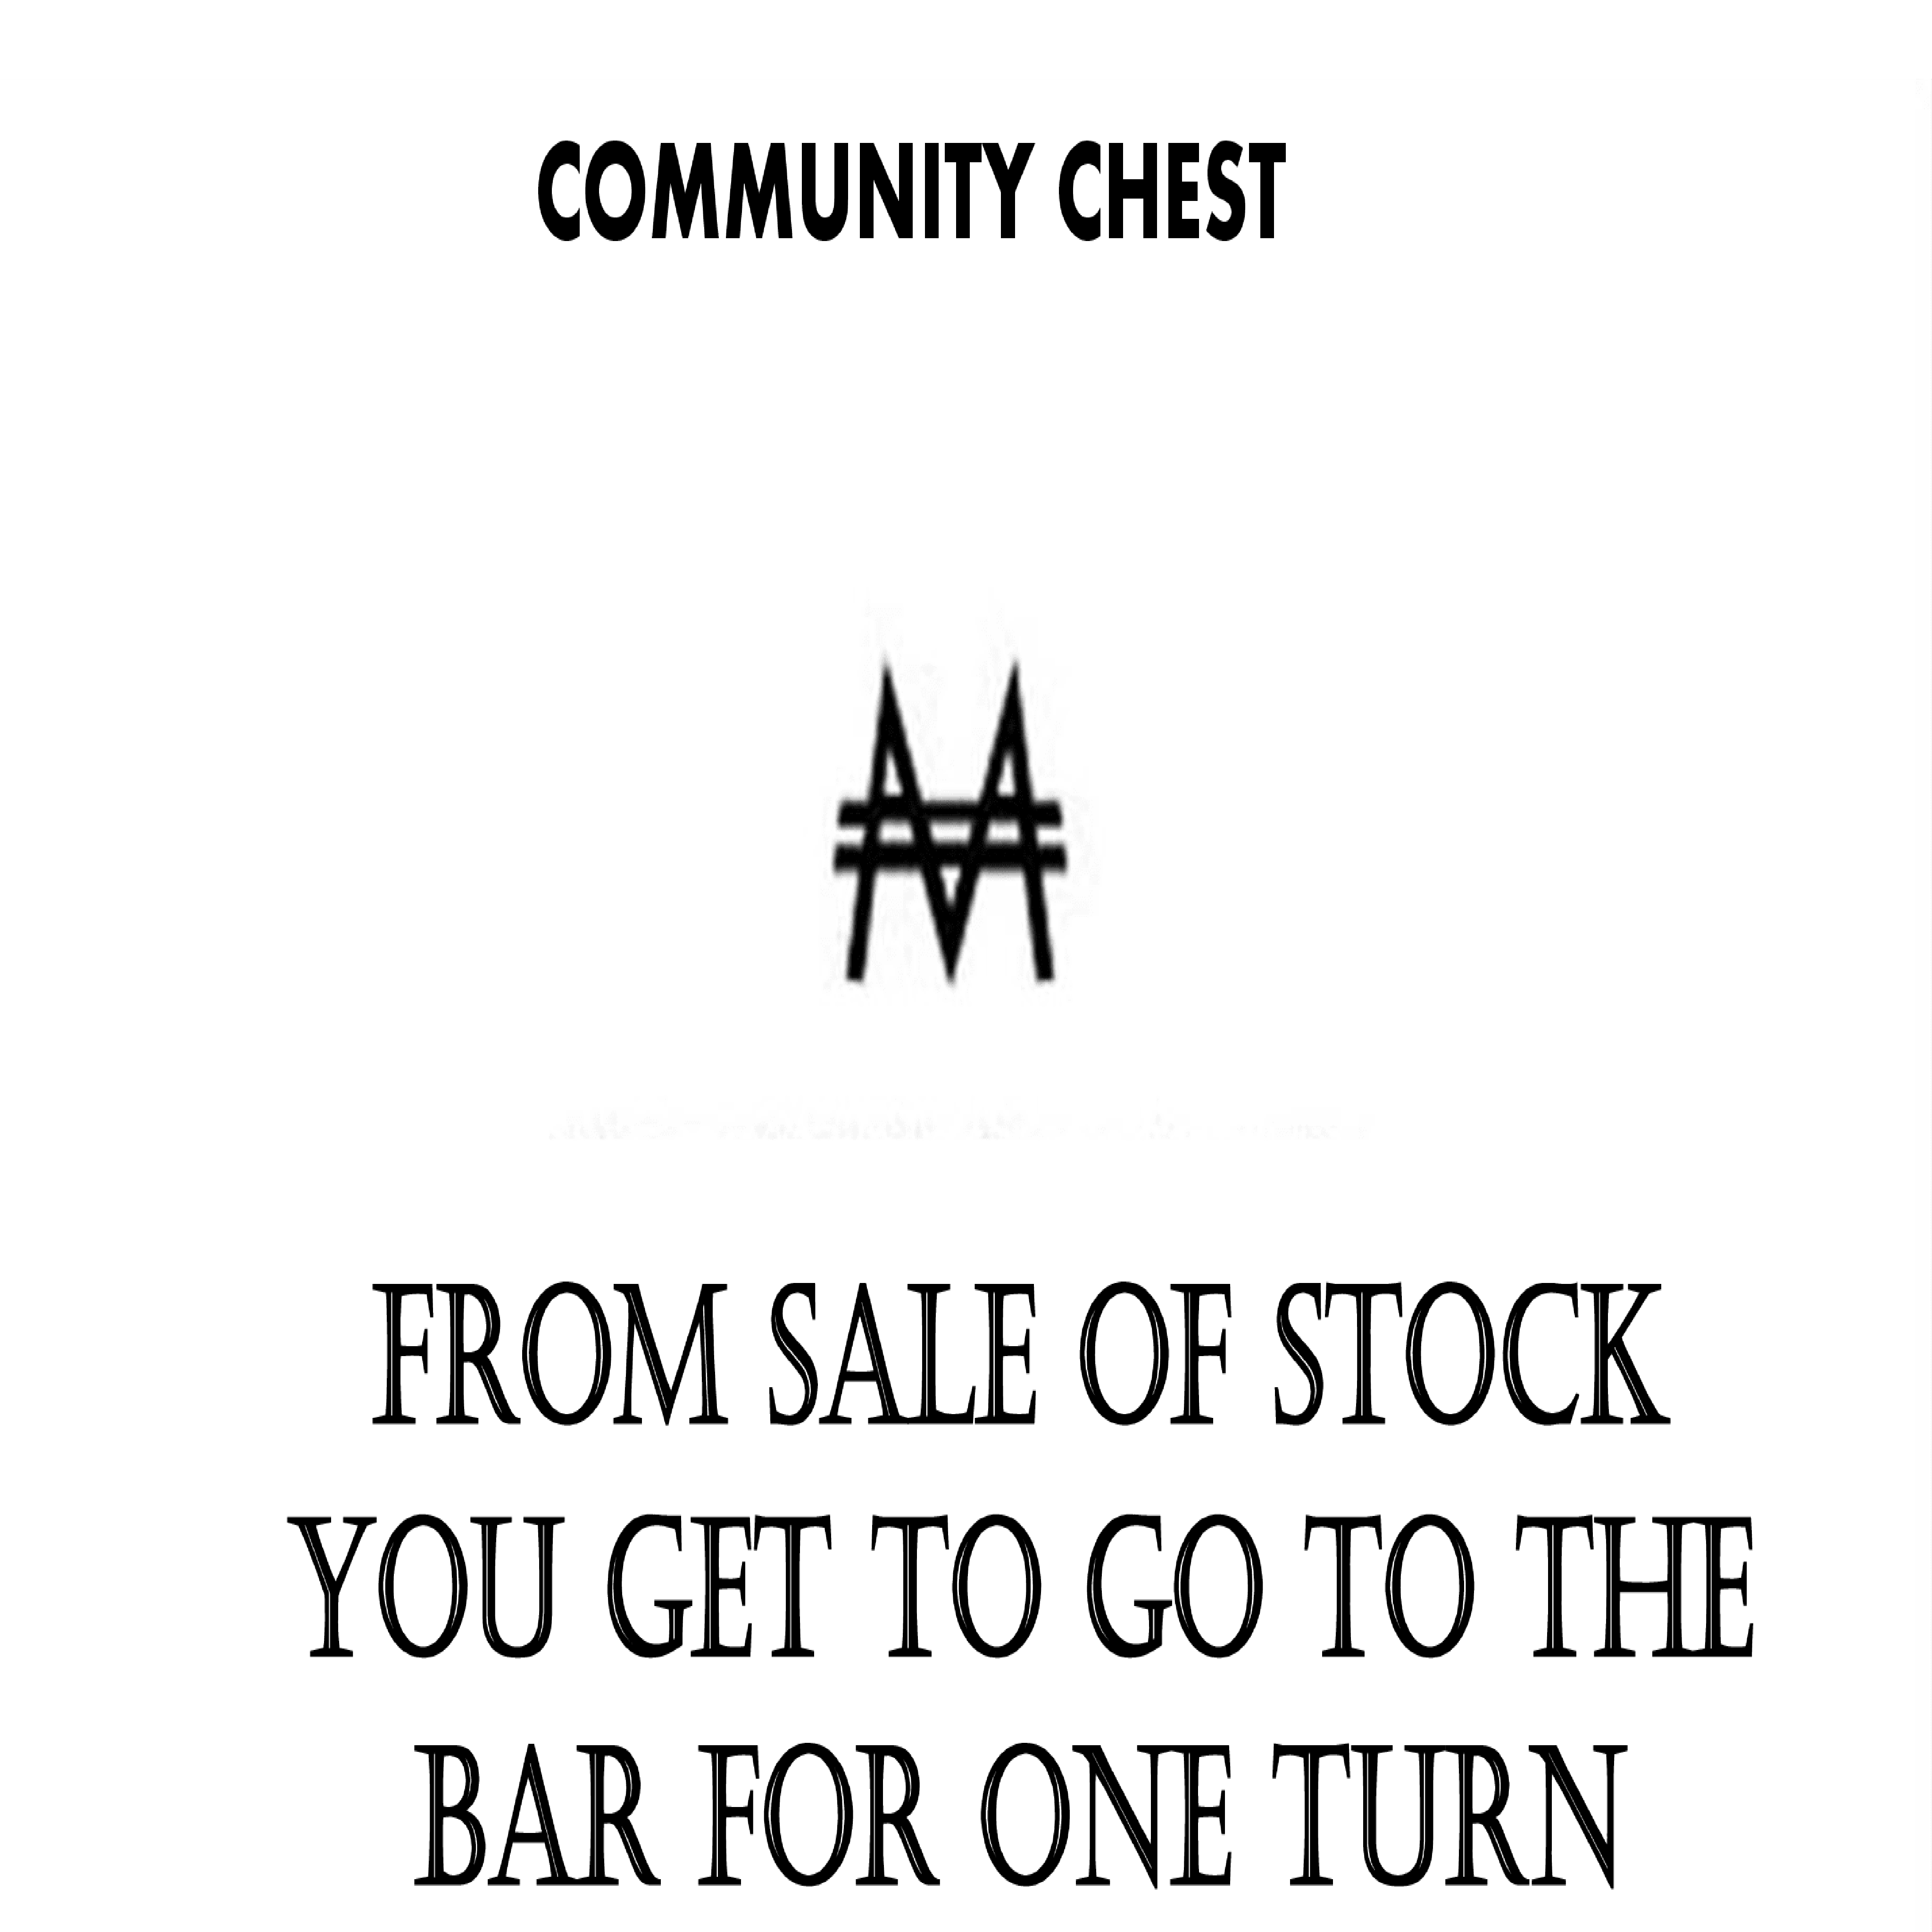 COMMUNITY CHEST
FROM SALE OF STOCK
YOU GET TO GO TO THE
BAR FOR ONE TURN